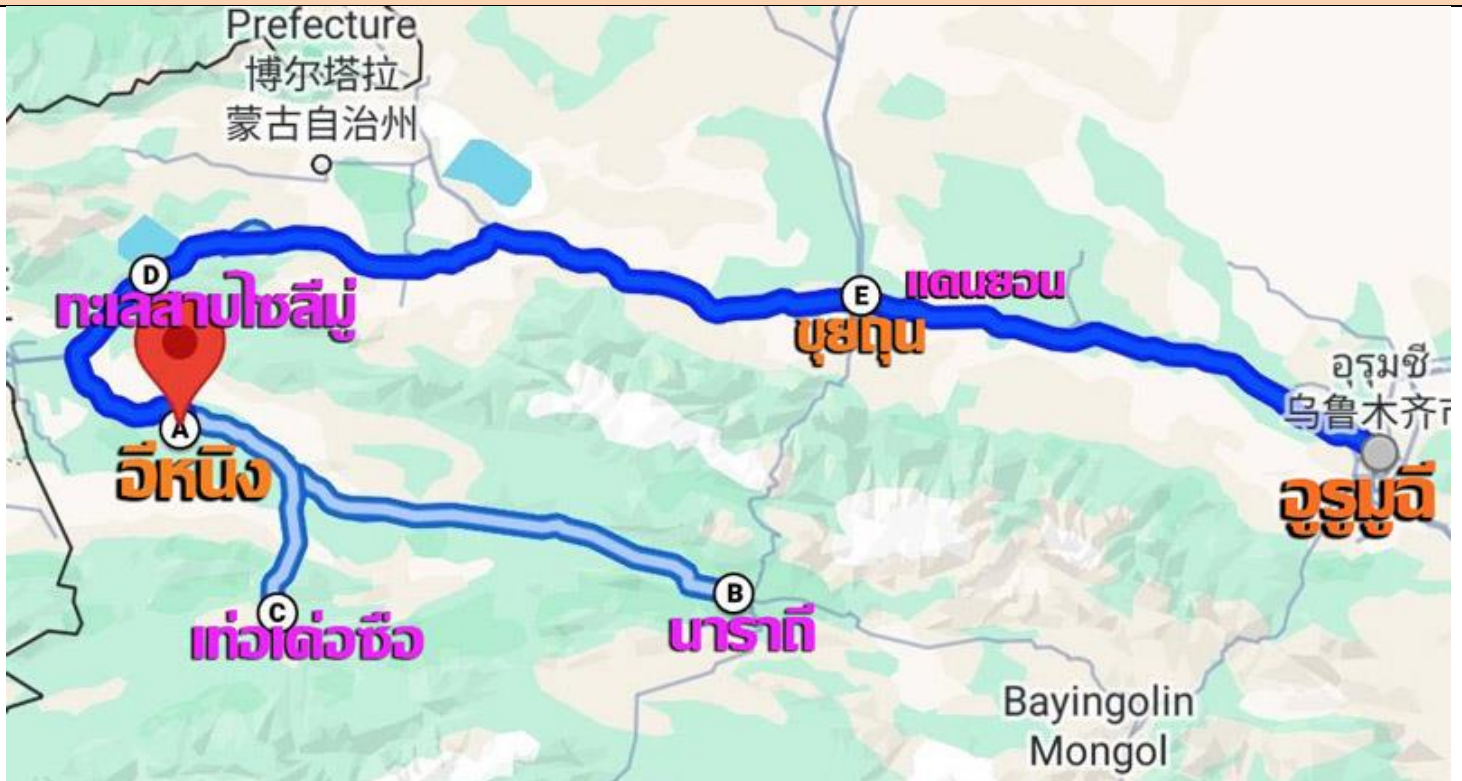 Prefecture
博尔塔拉
蒙古自治州
D
ทะเลสาบไซลีมู่
E
แคนยอน
ขุยถุน
อุรุมชี
乌鲁木齐市
A
อีหนิง
อูรูมูฉี
B
นาราถี
C
เท่อเค่อซือ
Bayingolin
Mongol